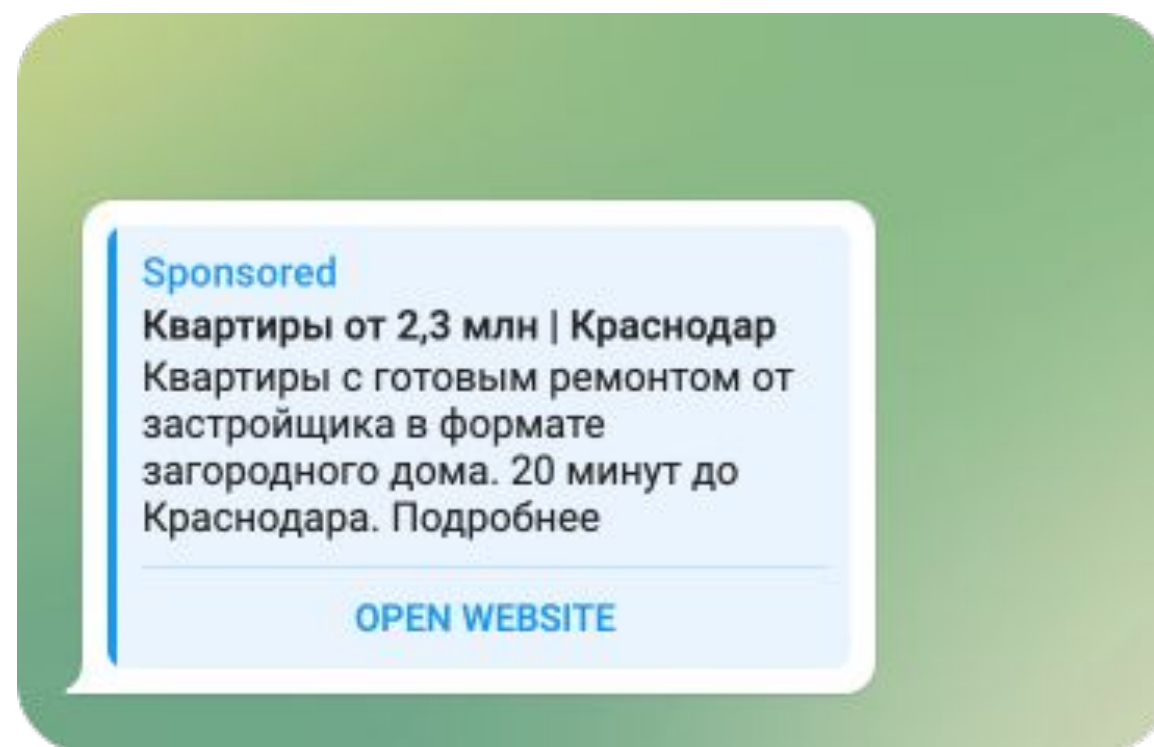 Sponsored
Квартиры от 2,3 млн | Краснодар
Квартиры с готовым ремонтом от
застройщика в формате
загородного дома. 20 минут до
Краснодара. Подробнее
OPEN WEBSITE